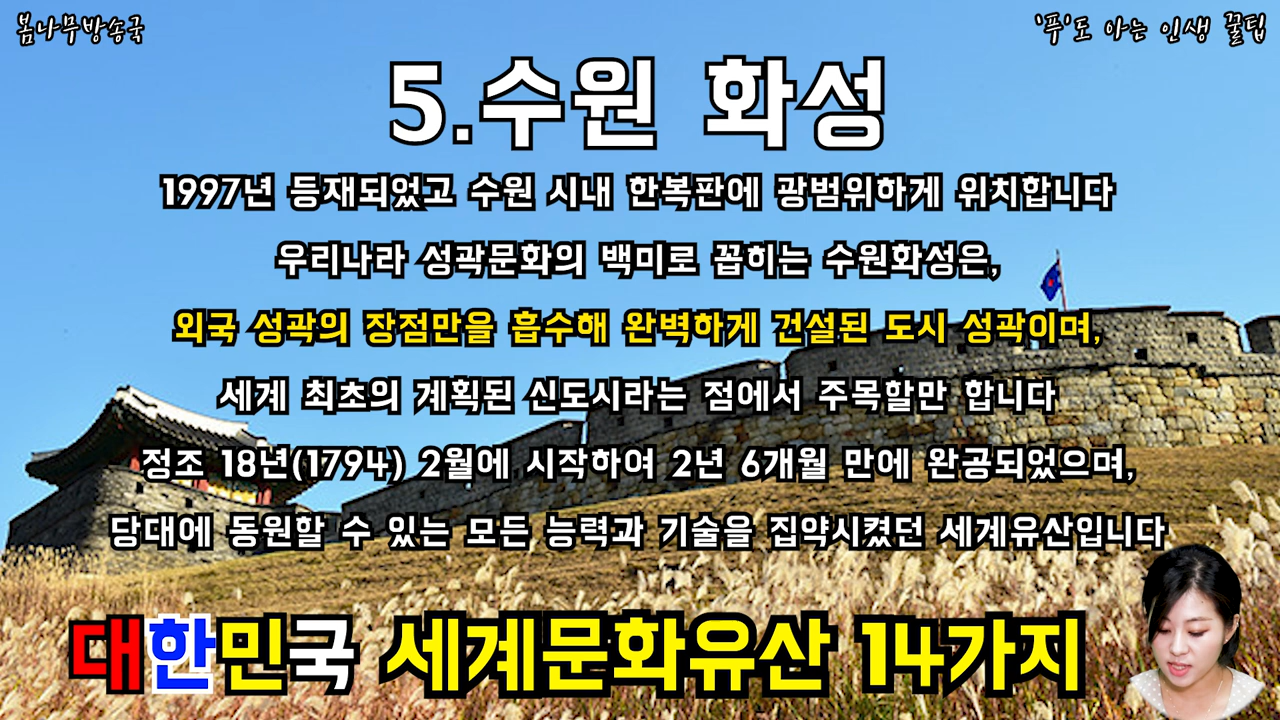 봄나무방송국
'푸'도 아는 인생 꿀팁
5.수원 화성
1997년 등재되었고 수원 시내 한복판에 광범위하게 위치합니다
우리나라 성곽문화의 백미로 꼽히는 수원화성은,
외국 성곽의 장점만을 흡수해 완벽하게 건설된 도시 성곽이며,
세계 최초의 계획된 신도시라는 점에서 주목할만 합니다
정조 18년(1794) 2월에 시작하여 2년 6개월 만에 완공되었으며,
당대에 동원할 수 있는 모든 능력과 기술을 집약시켰던 세계유산입니다
대한민국 세계문화유산 14가지